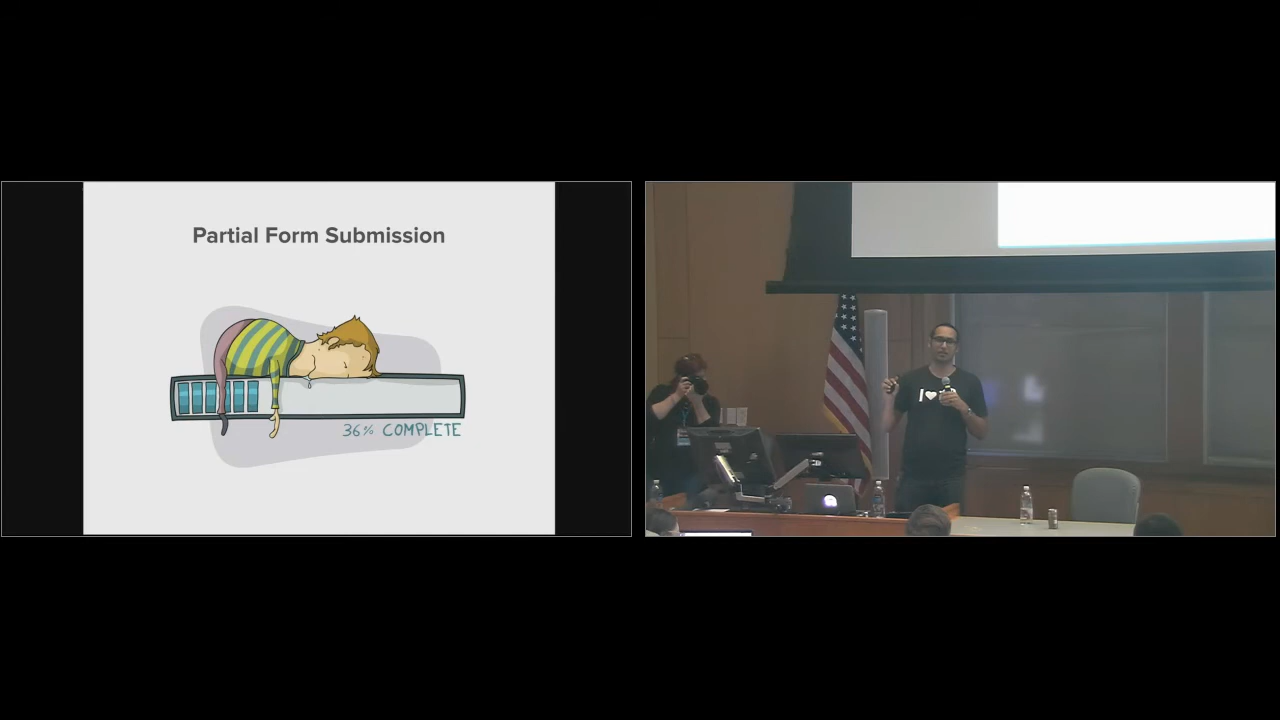 Partial Form Submission
36% COMPLETE
I ♥